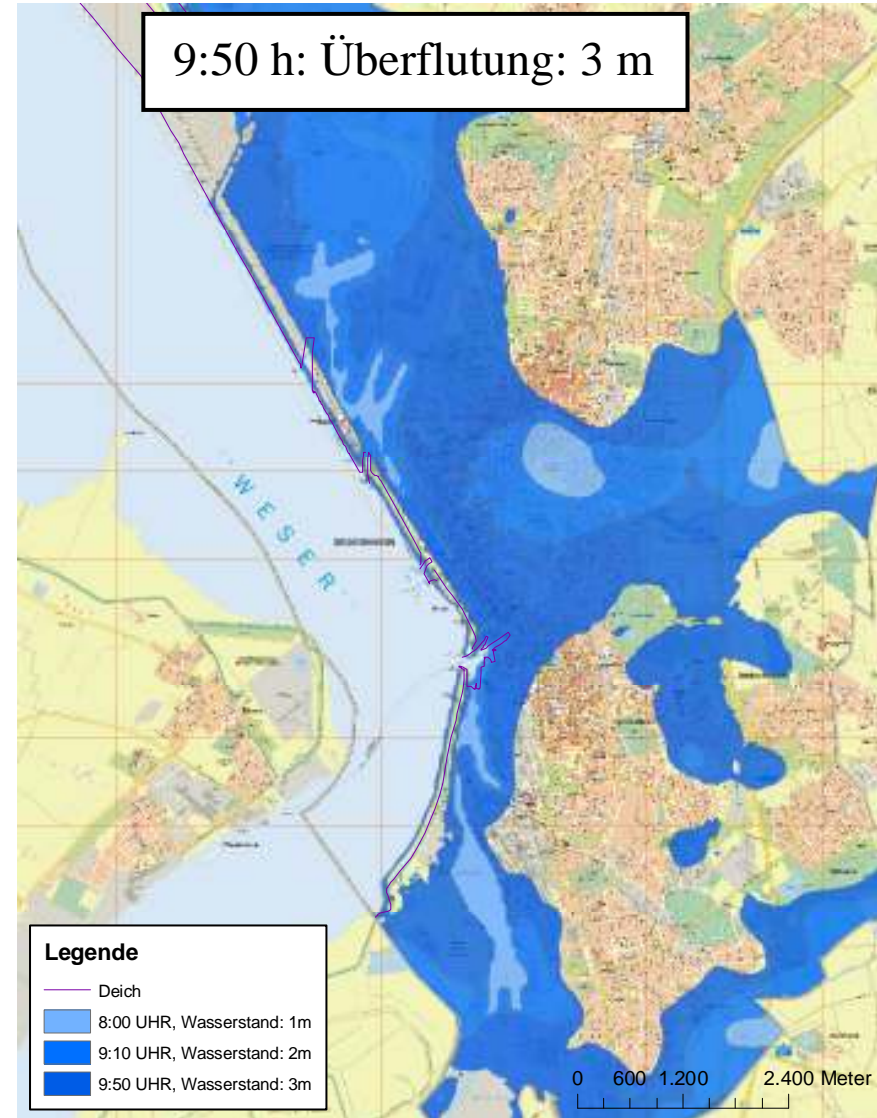 9:50 h: Überflutung: 3 m
WESER
Legende
Deich
8:00 UHR, Wasserstand: 1m
9:10 UHR, Wasserstand: 2m
9:50 UHR, Wasserstand: 3m
0 600 1.200 2.400 Meter